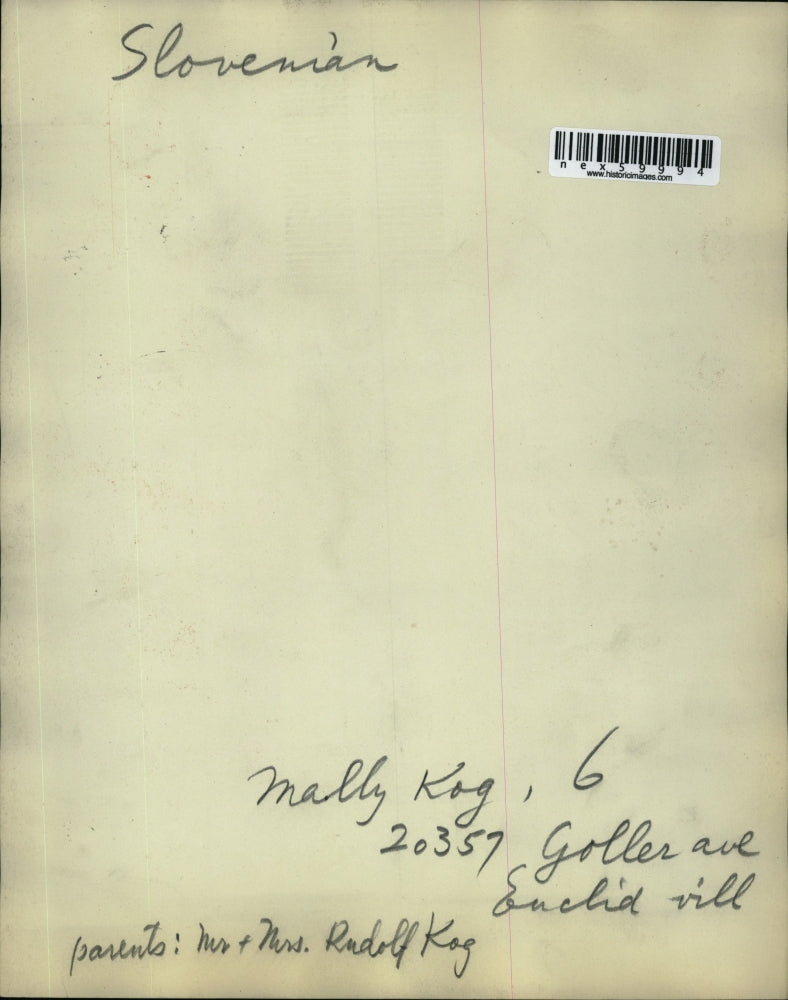 Slovenian
nex59994
www.historicimages.com
Mally Kog, 6
20357 Goller ave
Euclid vill
parents: Mr + Mrs. Rudolf Kog